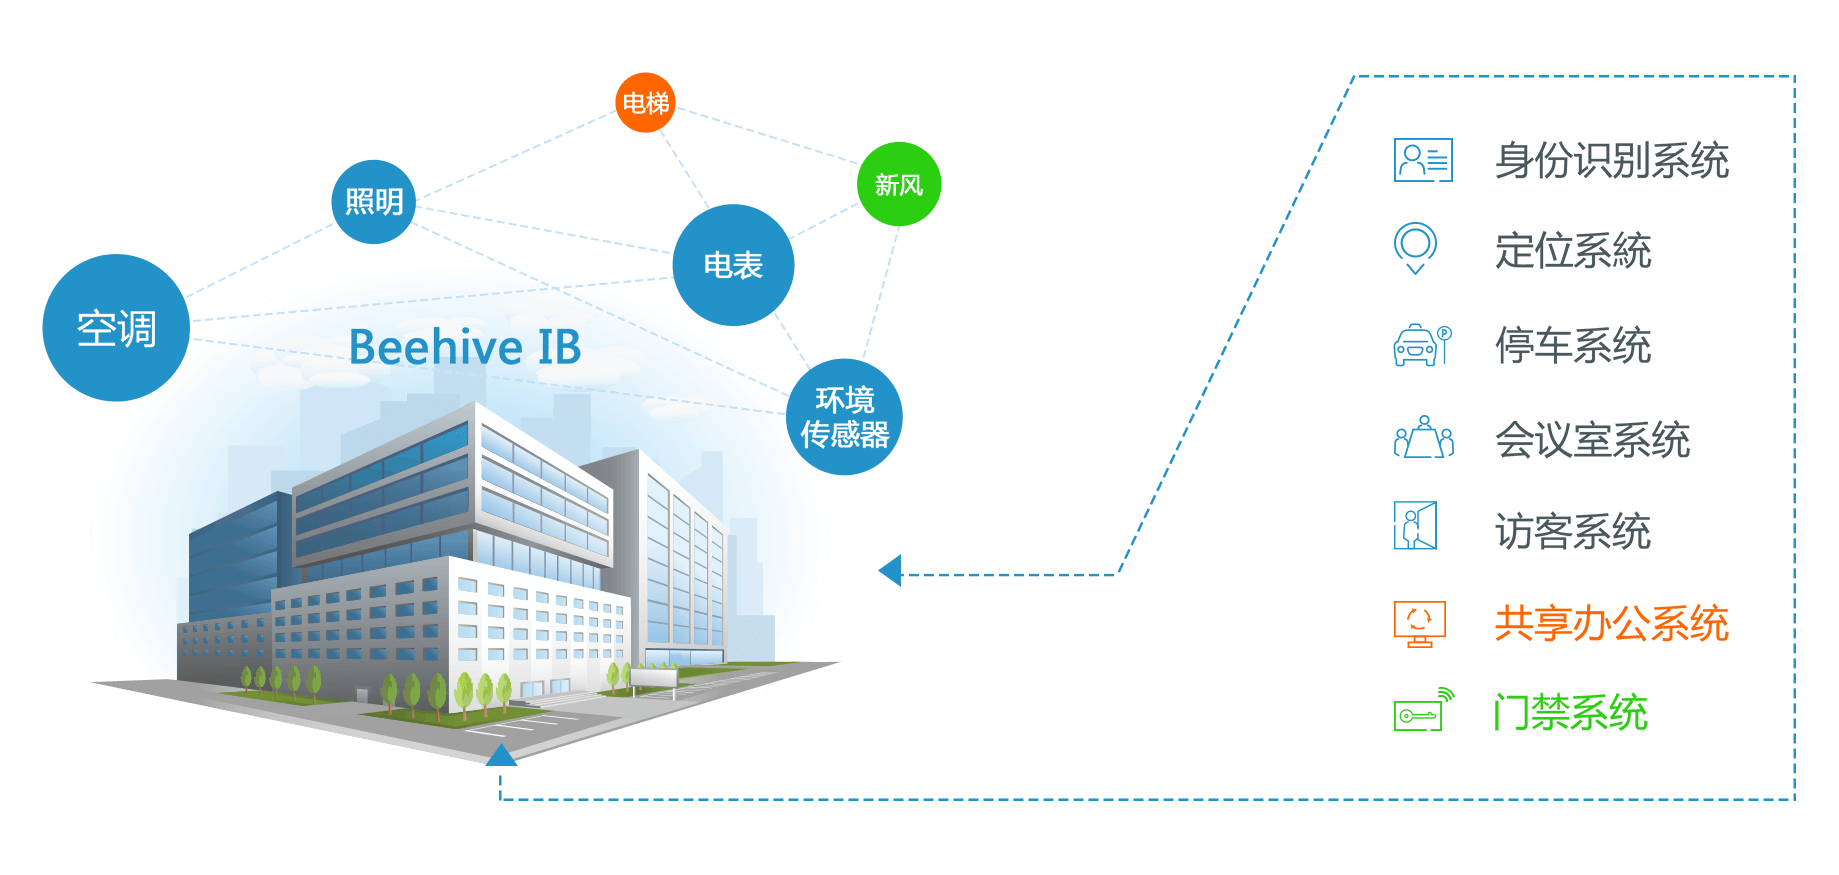 电梯
新风
照明
电表
空调
Beehive IB
环境
传感器
身份识别系统
定位系統
P
停车系统
会议室系统
访客系统
共享办公系统
门禁系统